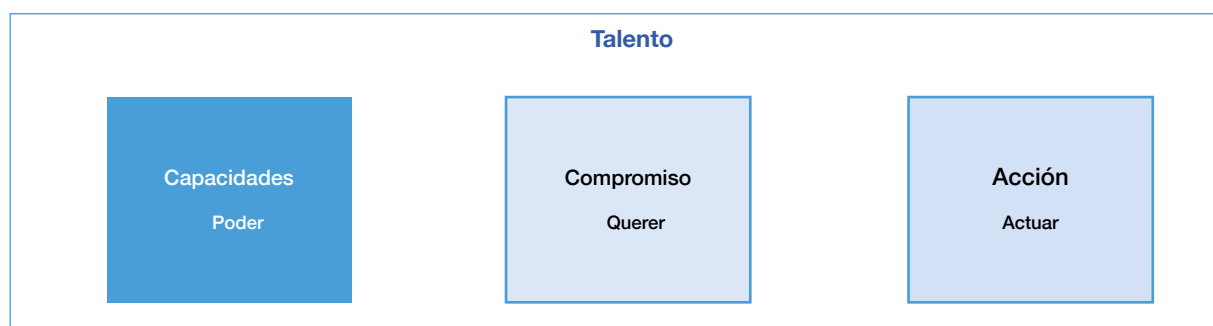 Talento
Capacidades
Poder
Compromiso
Querer
Acción
Actuar